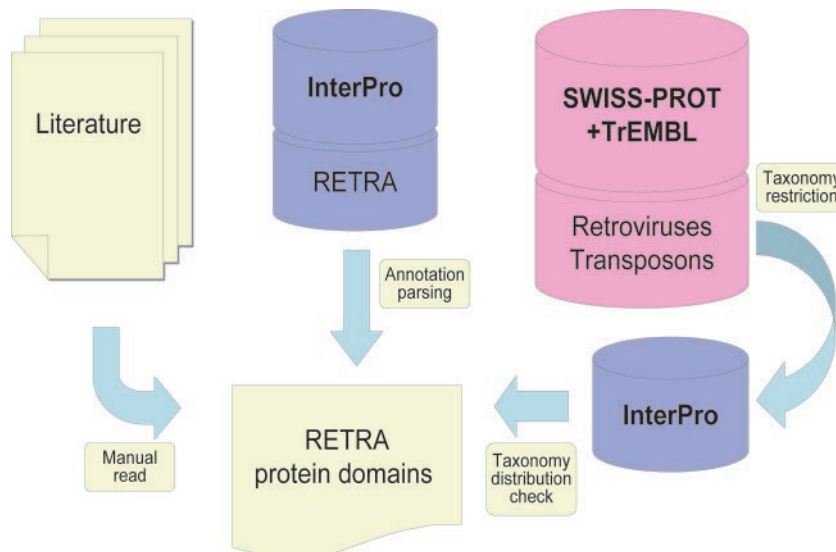 Literature
InterPro
RETRA
SWISS-PROT
+TrEMBL
Retroviruses
Transposons
Taxonomy
restriction
Annotation
parsing
Manual
read
RETRA
protein domains
Taxonomy
distribution
check
InterPro